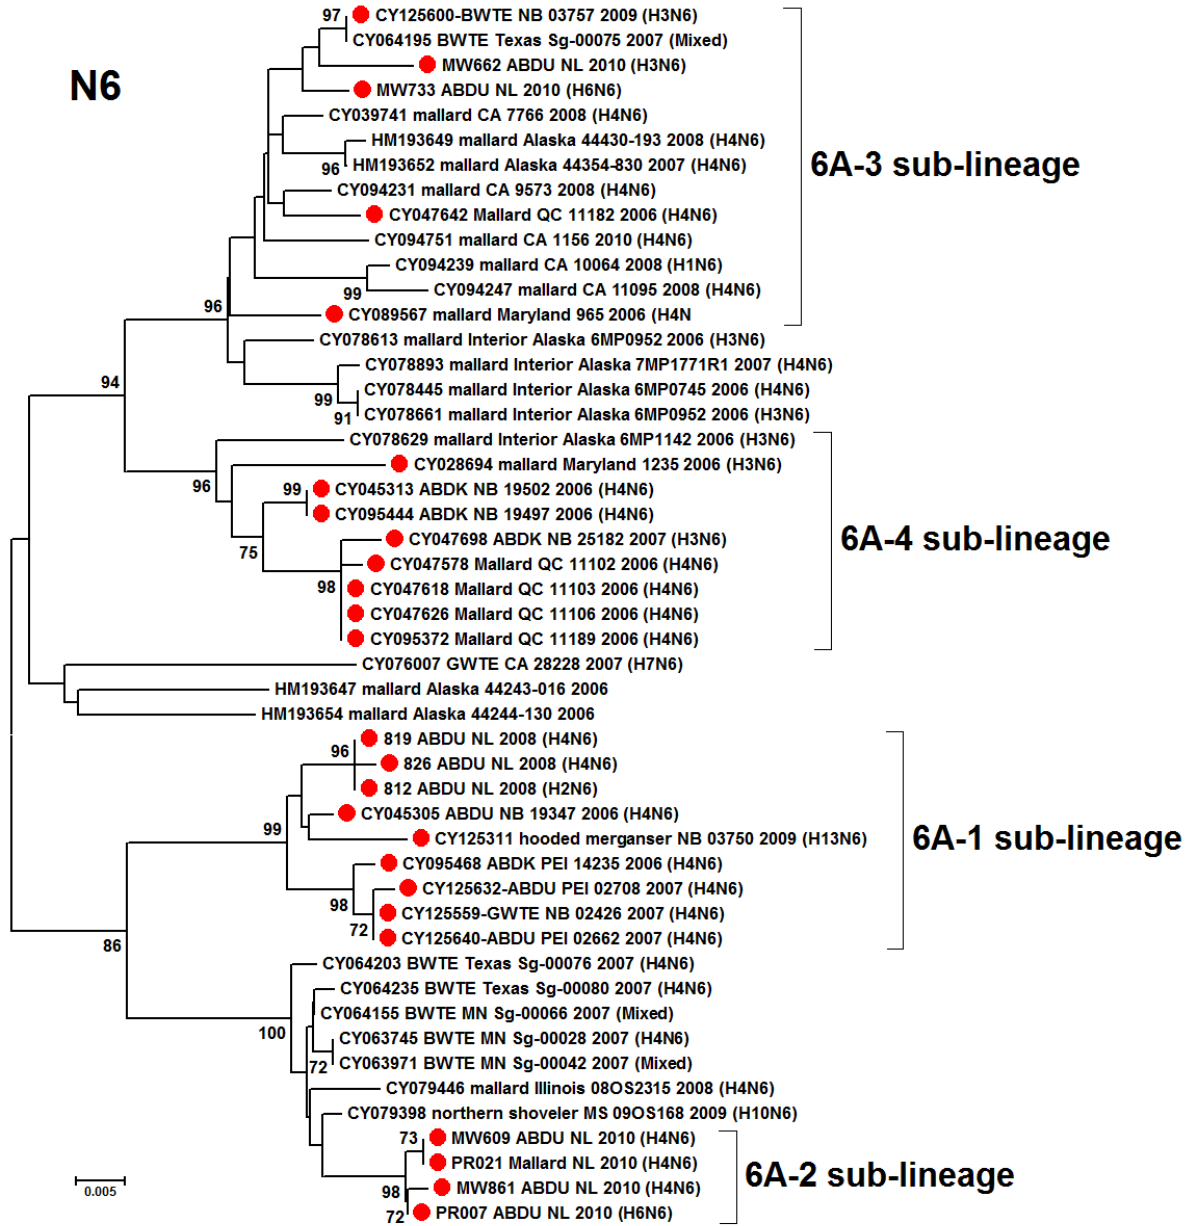 N6
97
CY125600-BWTE NB 03757 2009 (H3N6)
CY064195 BWTE Texas Sg-00075 2007 (Mixed)
MW662 ABDU NL 2010 (H3N6)
MW733 ABDU NL 2010 (H6N6)
CY039741 mallard CA 7766 2008 (H4N6)
HM193649 mallard Alaska 44430-193 2008 (H4N6)
96
HM193652 mallard Alaska 44354-830 2007 (H4N6)
6A-3 sub-lineage
CY094231 mallard CA 9573 2008 (H4N6)
CY047642 Mallard QC 11182 2006 (H4N6)
CY094751 mallard CA 1156 2010 (H4N6)
CY094239 mallard CA 10064 2008 (H1N6)
99
CY094247 mallard CA 11095 2008 (H4N6)
96
CY089567 mallard Maryland 965 2006 (H4N
CY078613 mallard Interior Alaska 6MP0952 2006 (H3N6)
CY078893 mallard Interior Alaska 7MP1771R1 2007 (H4N6)
94
99
CY078445 mallard Interior Alaska 6MP0745 2006 (H4N6)
91
CY078661 mallard Interior Alaska 6MP0952 2006 (H3N6)
CY078629 mallard Interior Alaska 6MP1142 2006 (H3N6)
CY028694 mallard Maryland 1235 2006 (H3N6)
96
99
CY045313 ABDK NB 19502 2006 (H4N6)
CY095444 ABDK NB 19497 2006 (H4N6)
75
CY047698 ABDK NB 25182 2007 (H3N6)
6A-4 sub-lineage
CY047578 Mallard QC 11102 2006 (H4N6)
98
CY047618 Mallard QC 11103 2006 (H4N6)
CY047626 Mallard QC 11106 2006 (H4N6)
CY095372 Mallard QC 11189 2006 (H4N6)
CY076007 GWTE CA 28228 2007 (H7N6)
HM193647 mallard Alaska 44243-016 2006
HM193654 mallard Alaska 44244-130 2006
96
819 ABDU NL 2008 (H4N6)
826 ABDU NL 2008 (H4N6)
812 ABDU NL 2008 (H2N6)
CY045305 ABDU NB 19347 2006 (H4N6)
99
CY125311 hooded merganser NB 03750 2009 (H13N6)
6A-1 sub-lineage
CY095468 ABDK PEI 14235 2006 (H4N6)
CY125632-ABDU PEI 02708 2007 (H4N6)
98
CY125559-GWTE NB 02426 2007 (H4N6)
72
CY125640-ABDU PEI 02662 2007 (H4N6)
86
CY064203 BWTE Texas Sg-00076 2007 (H4N6)
CY064235 BWTE Texas Sg-00080 2007 (H4N6)
CY064155 BWTE MN Sg-00066 2007 (Mixed)
100
CY063745 BWTE MN Sg-00028 2007 (H4N6)
72
CY063971 BWTE MN Sg-00042 2007 (Mixed)
CY079446 mallard Illinois 08OS2315 2008 (H4N6)
CY079398 northern shoveler MS 09OS168 2009 (H10N6)
73
MW609 ABDU NL 2010 (H4N6)
PR021 Mallard NL 2010 (H4N6)
6A-2 sub-lineage
98
MW861 ABDU NL 2010 (H4N6)
72
PR007 ABDU NL 2010 (H6N6)
0.005